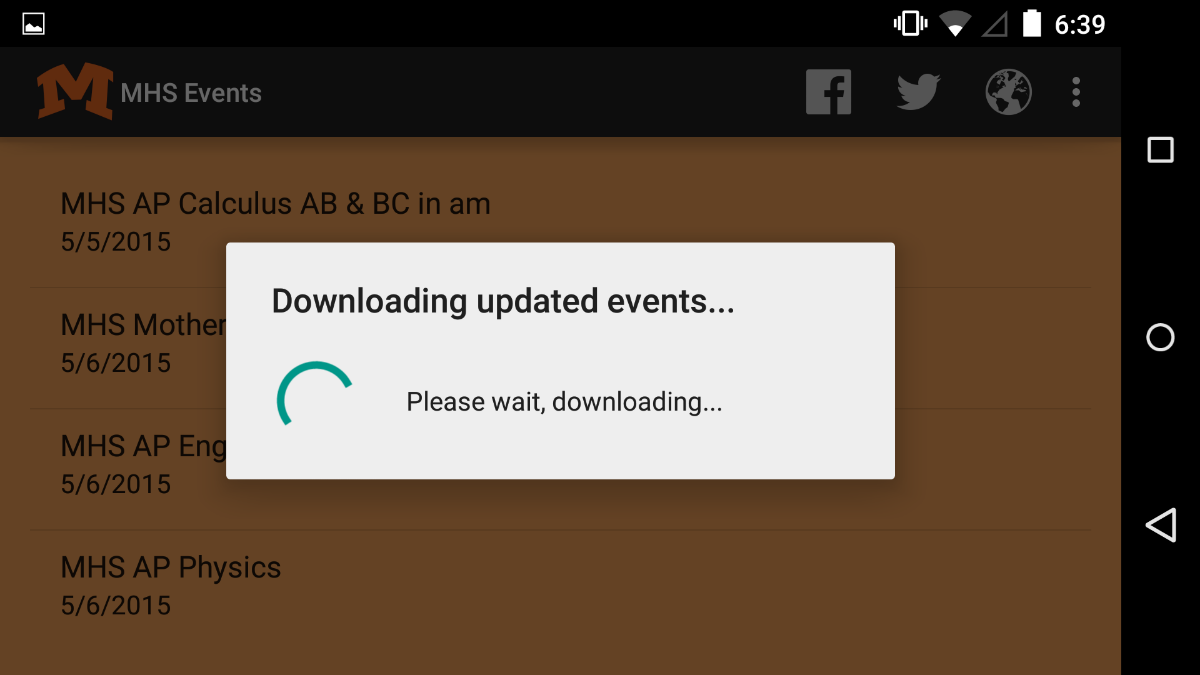 6:39
M MHS Events
MHS AP Calculus AB & BC in am
5/5/2015
MHS Mother
5/6/2015
MHS AP Eng
5/6/2015
MHS AP Physics
5/6/2015
Downloading updated events...
Please wait, downloading...